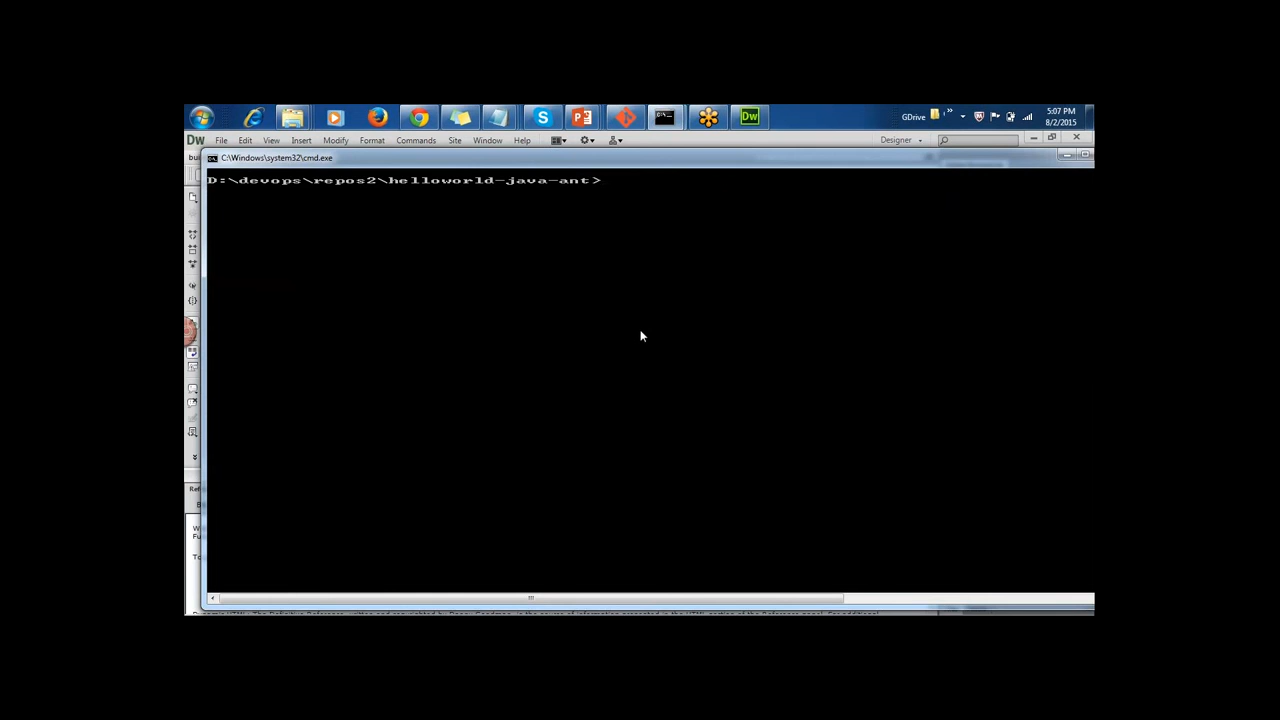 GDrive
»
5:07 PM
8/2/2015
Dw
File Edit View Insert Modify Format Commands Site Window Help
Designer
C:\Windows\system32\cmd.exe
D:\devops\repos2\helloworld-java-ant>